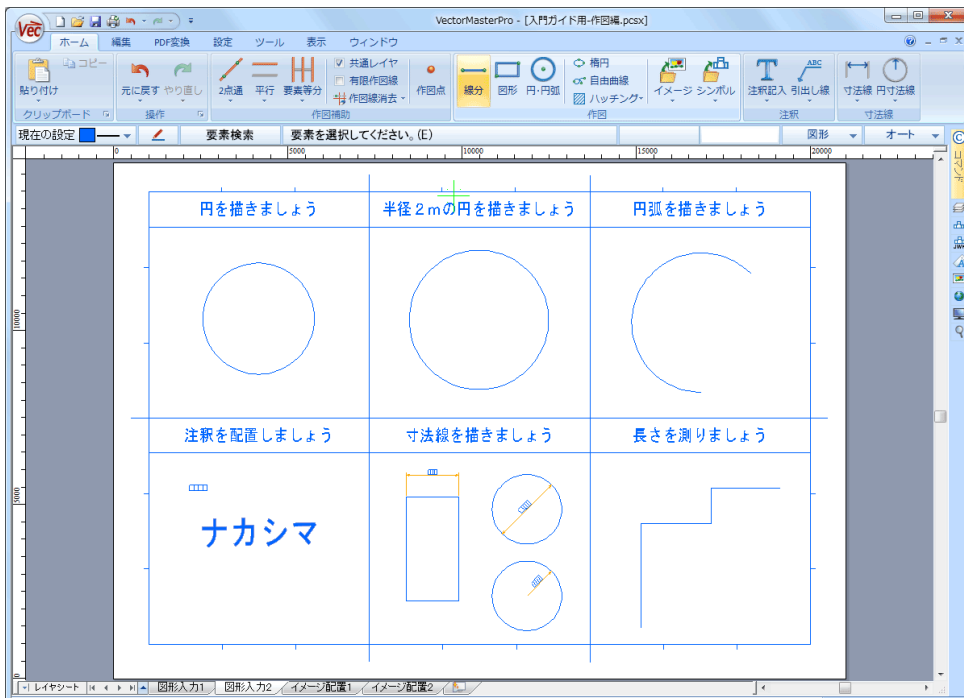 VectorMasterPro - [入門ガイド用-作図編.pcsx]
Vec
ホーム 編集 PDF変換 設定 ツール 表示 ウィンドウ
貼り付け コピー
元に戻す やり直し
2点通 平行 要素等分
共通レイヤ
有限作図線
作図線消去
作図点
線分 図形 円・円弧
楕円
自由曲線
ハッチング
イメージ シンボル
注釈記入 引出し線
ABC
寸法線 円寸法線
クリップボード 操作 作図補助 作図 注釈 寸法線
現在の設定 要素検索 要素を選択してください。(E) 図形 オート
コマンド
0 5000 10000 15000 20000
10000
5000
0
円を描きましょう 半径2mの円を描きましょう 円弧を描きましょう
注釈を配置しましょう 寸法線を描きましょう 長さを測りましょう
ナカシマ
レイヤシート 図形入力1 図形入力2 イメージ配置1 イメージ配置2